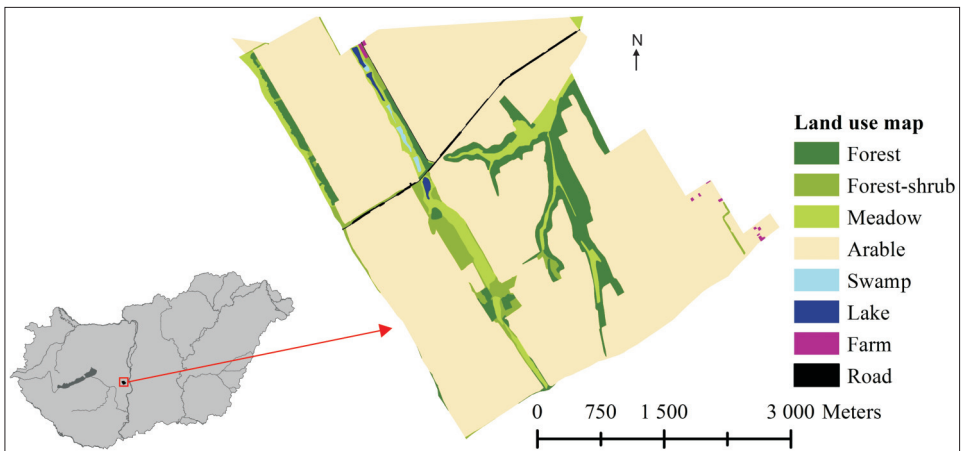 N
Land use map
Forest
Forest-shrub
Meadow
Arable
Swamp
Lake
Farm
Road
0 750 1 500 3 000 Meters